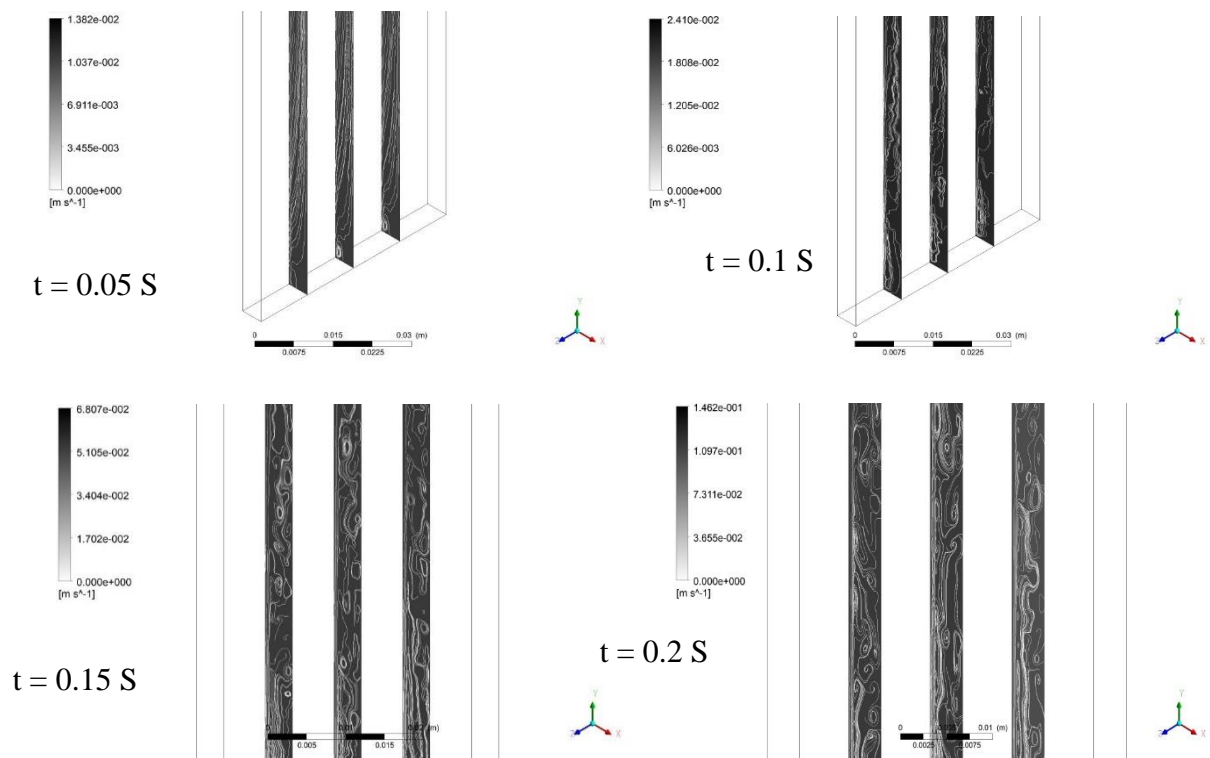 1.382e-002
1.037e-002
6.911e-003
3.455e-003
0.000e+000
[m s^-1]
t = 0.05 S
0 0.015 0.03 (m)
0.0075 0.0225
Y
Z X
2.410e-002
1.808e-002
1.205e-002
6.026e-003
0.000e+000
[m s^-1]
t = 0.1 S
0 0.015 0.03 (m)
0.0075 0.0225
Y
Z X
6.807e-002
5.105e-002
3.404e-002
1.702e-002
0.000e+000
[m s^-1]
t = 0.15 S
(m)
0.005 0.015
Y
Z X
1.462e-001
1.097e-001
7.311e-002
3.655e-002
0.000e+000
[m s^-1]
t = 0.2 S
0 0.01 (m)
0.0025 0.0075
Y
Z X